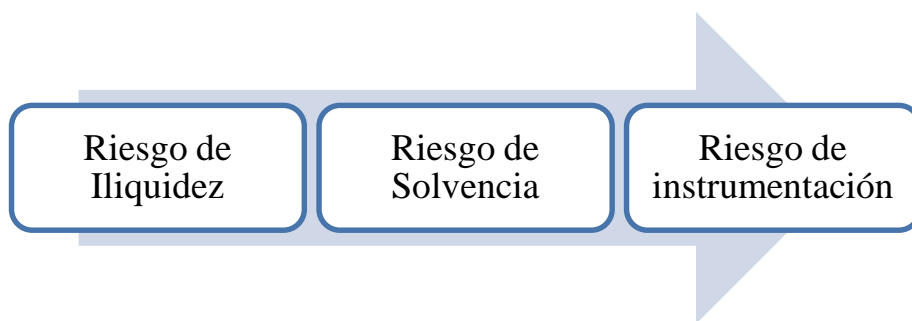 Riesgo de
Iliquidez
Riesgo de
Solvencia
Riesgo de
instrumentación